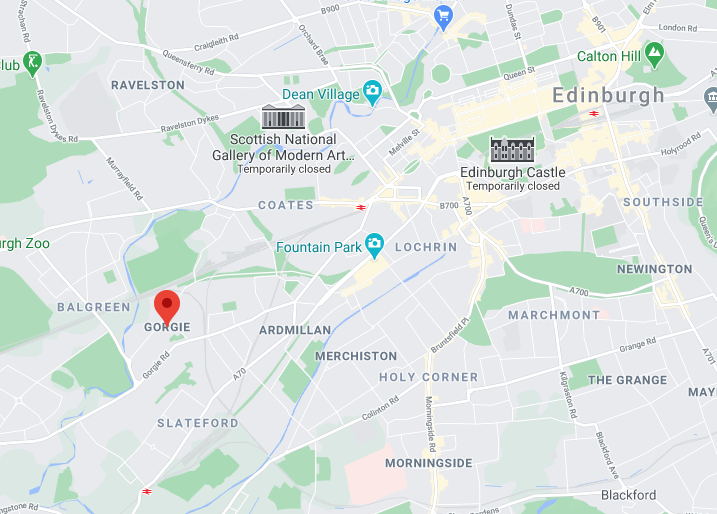 Strachan Rd
B900
Dundas St
B901
Elm
London Rd
Craigleith Rd
Orchard Brae
Calton Hill
Club
Queensferry Rd
Queen St
RAVELSTON
Dean Village
Edinburgh
Ravelston Dykes Rd
Ravelston Dykes
Scottish National
Gallery of Modern Art...
Temporarily closed
Melville St
Edinburgh Castle
Temporarily closed
Holyrood Rd
Murrayfield Rd
COATES
B700
A700
SOUTHSIDE
urgh Zoo
Fountain Park
LOCHRIN
NEWINGTON
A700
BALGREEN
GORGIE
ARDMILLAN
MARCHMONT
MERCHISTON
Bruntsfield Pl
Grange Rd
A701
Gorgie Rd
A70
HOLY CORNER
THE GRANGE
MAY
Kilgraston Rd
Colinton Rd
Morningside Rd
SLATEFORD
Blackford Ave
MORNINGSIDE
Blackford
ngstone Rd